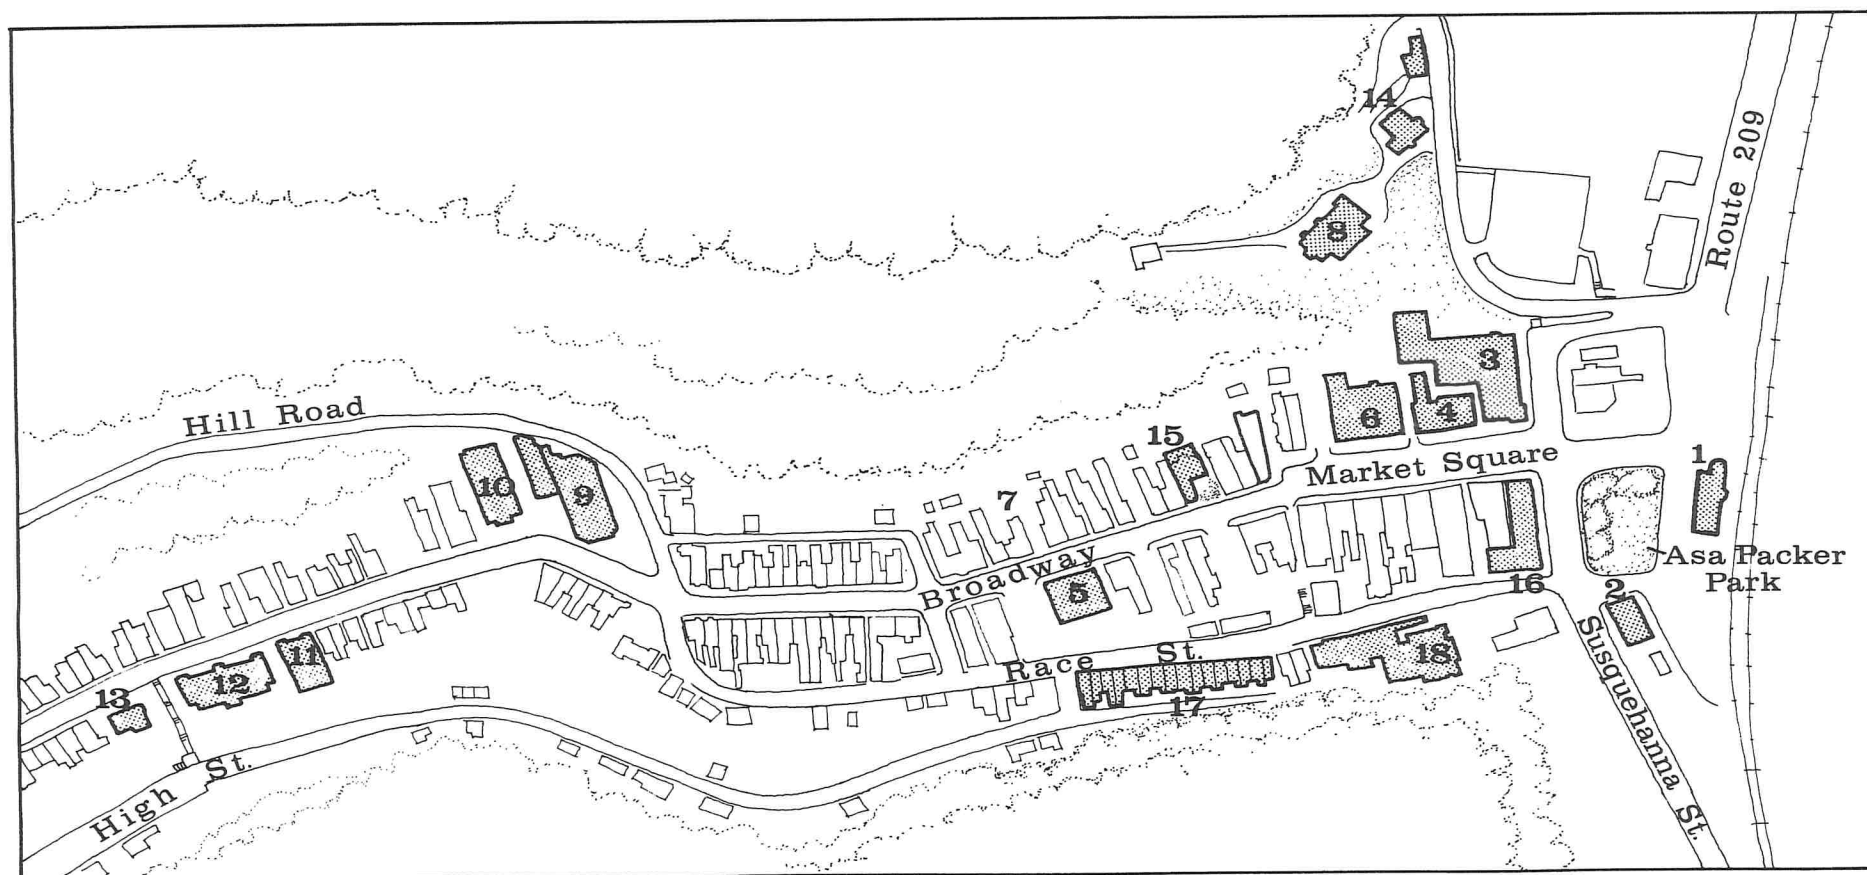 14
Route 209
8
3
Hill Road
6
4
15
Market Square
1
10
9
7
Asa Packer
Park
Broadway
5
16
2
Susquehanna St.
Race St.
18
11
12
13
17
High St.